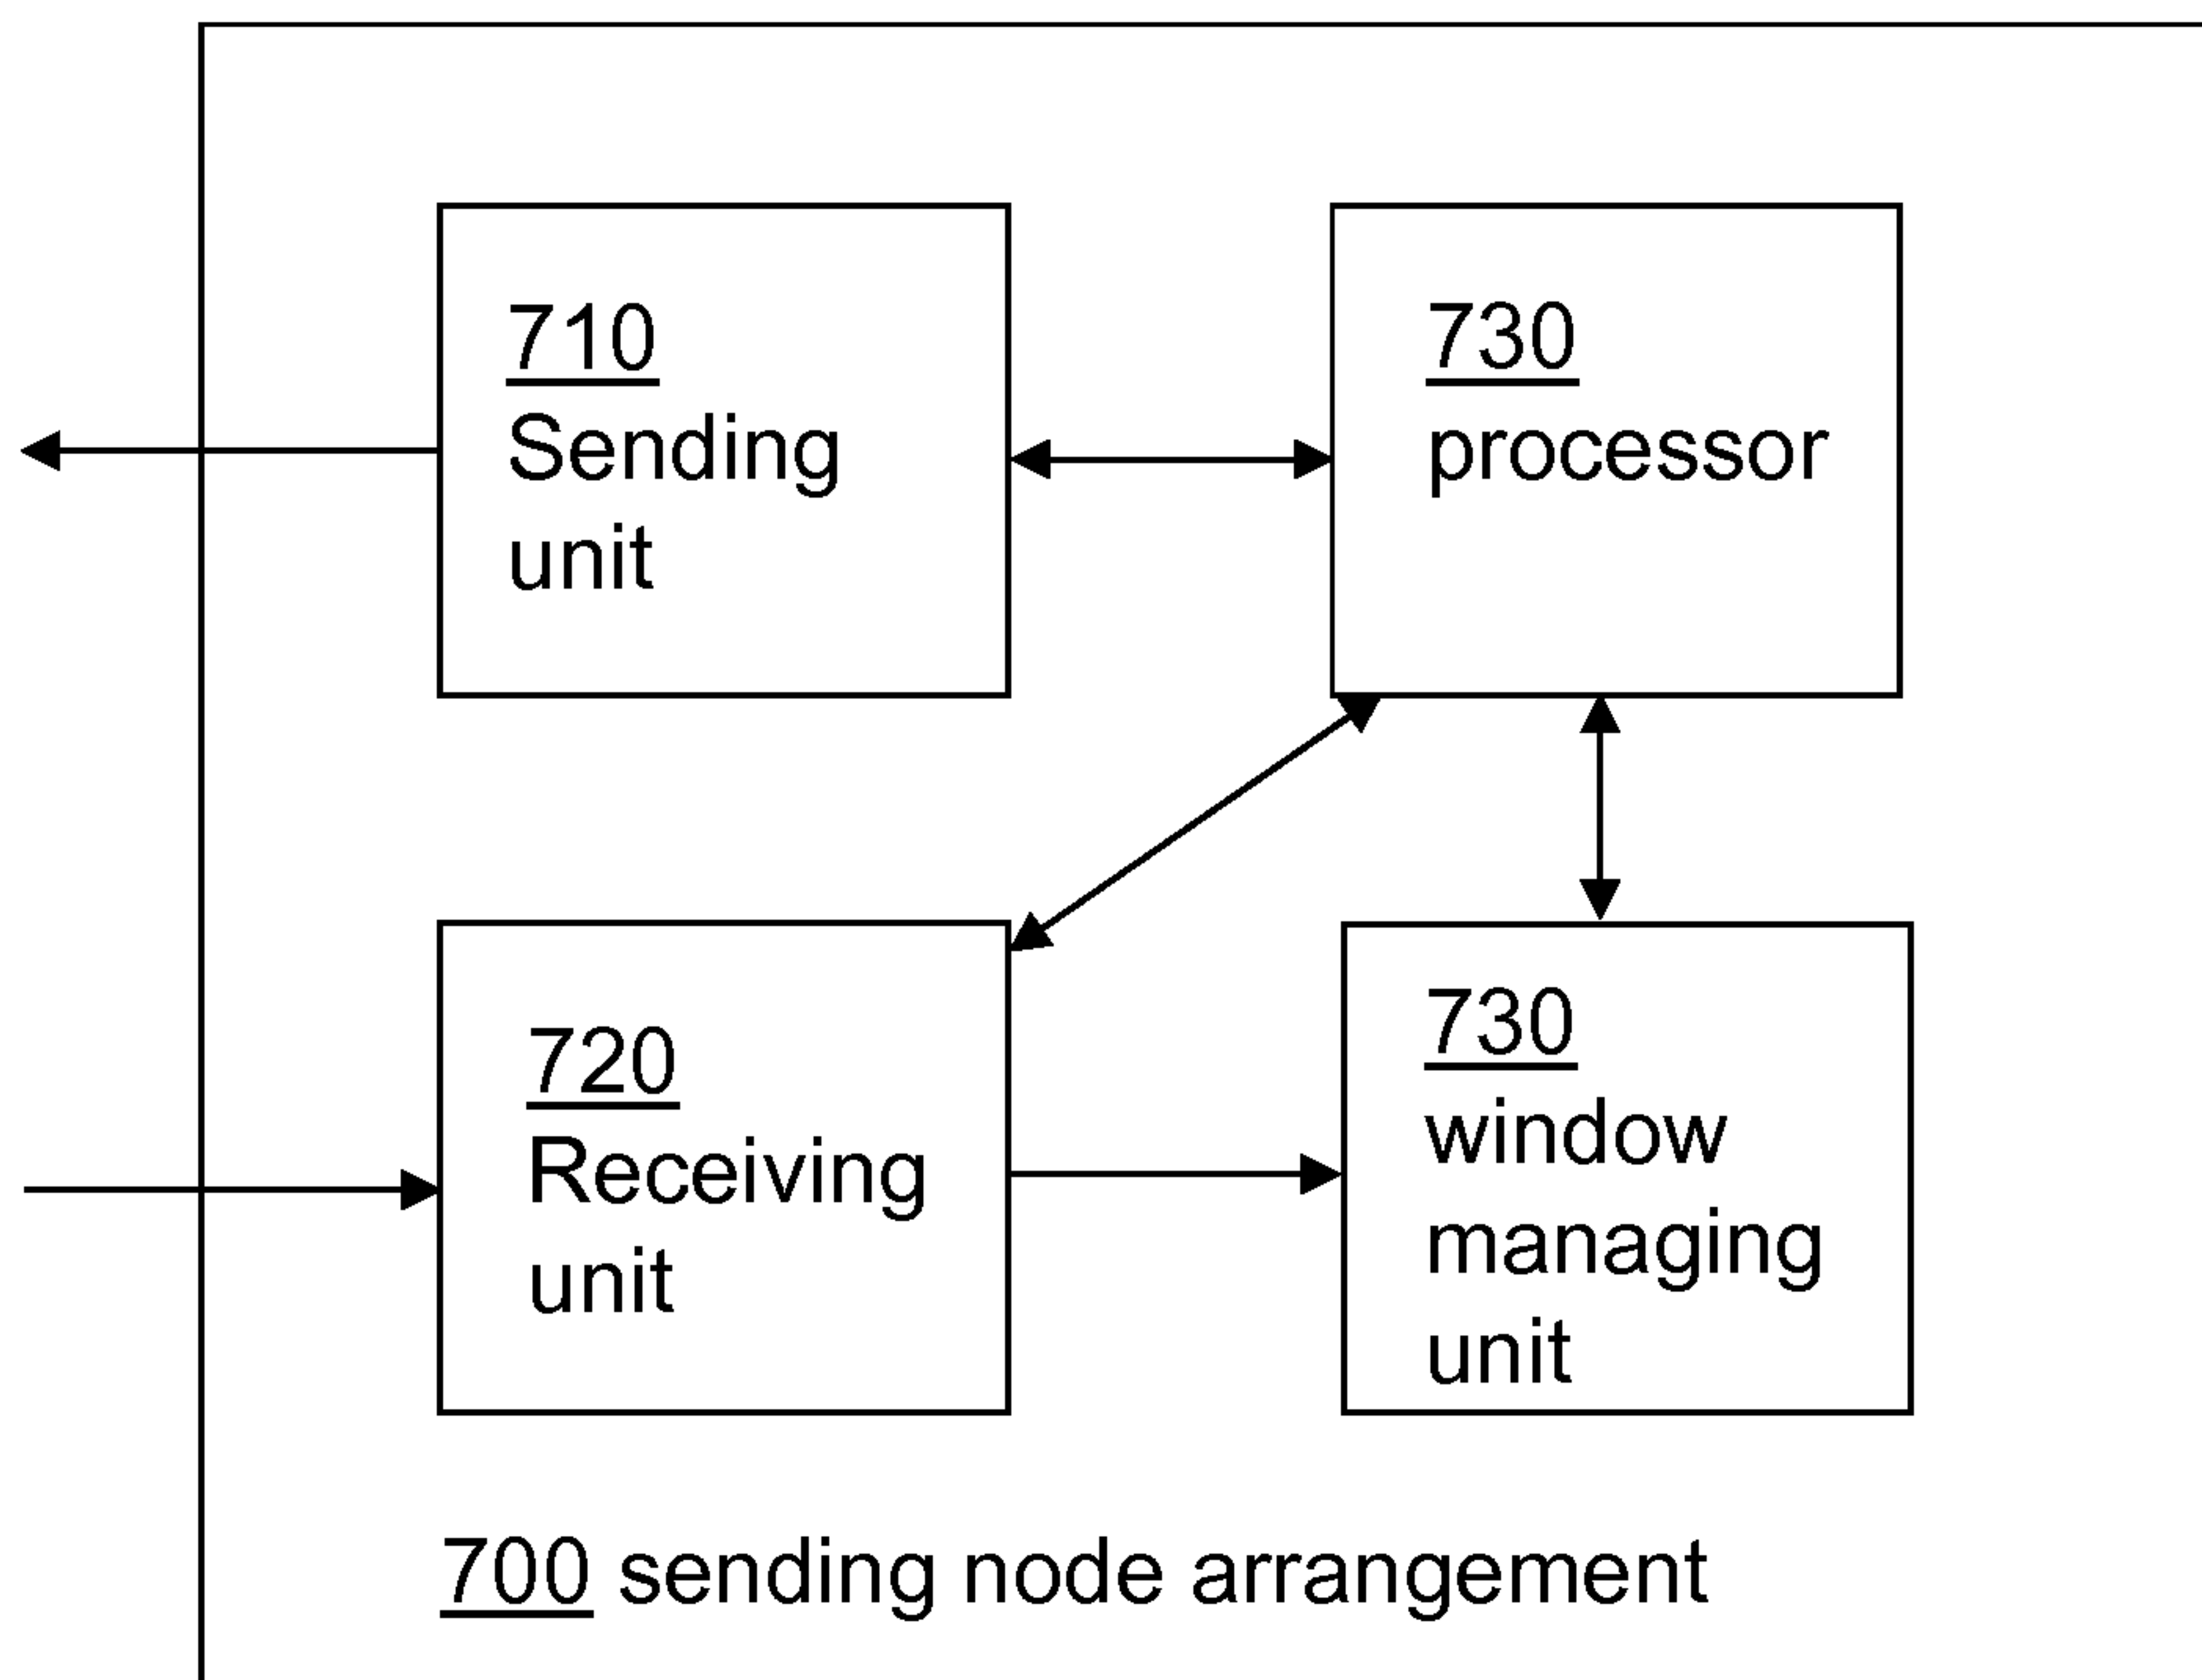 710
Sending
unit
730
processor
720
Receiving
unit
730
window
managing
unit
700 sending node arrangement